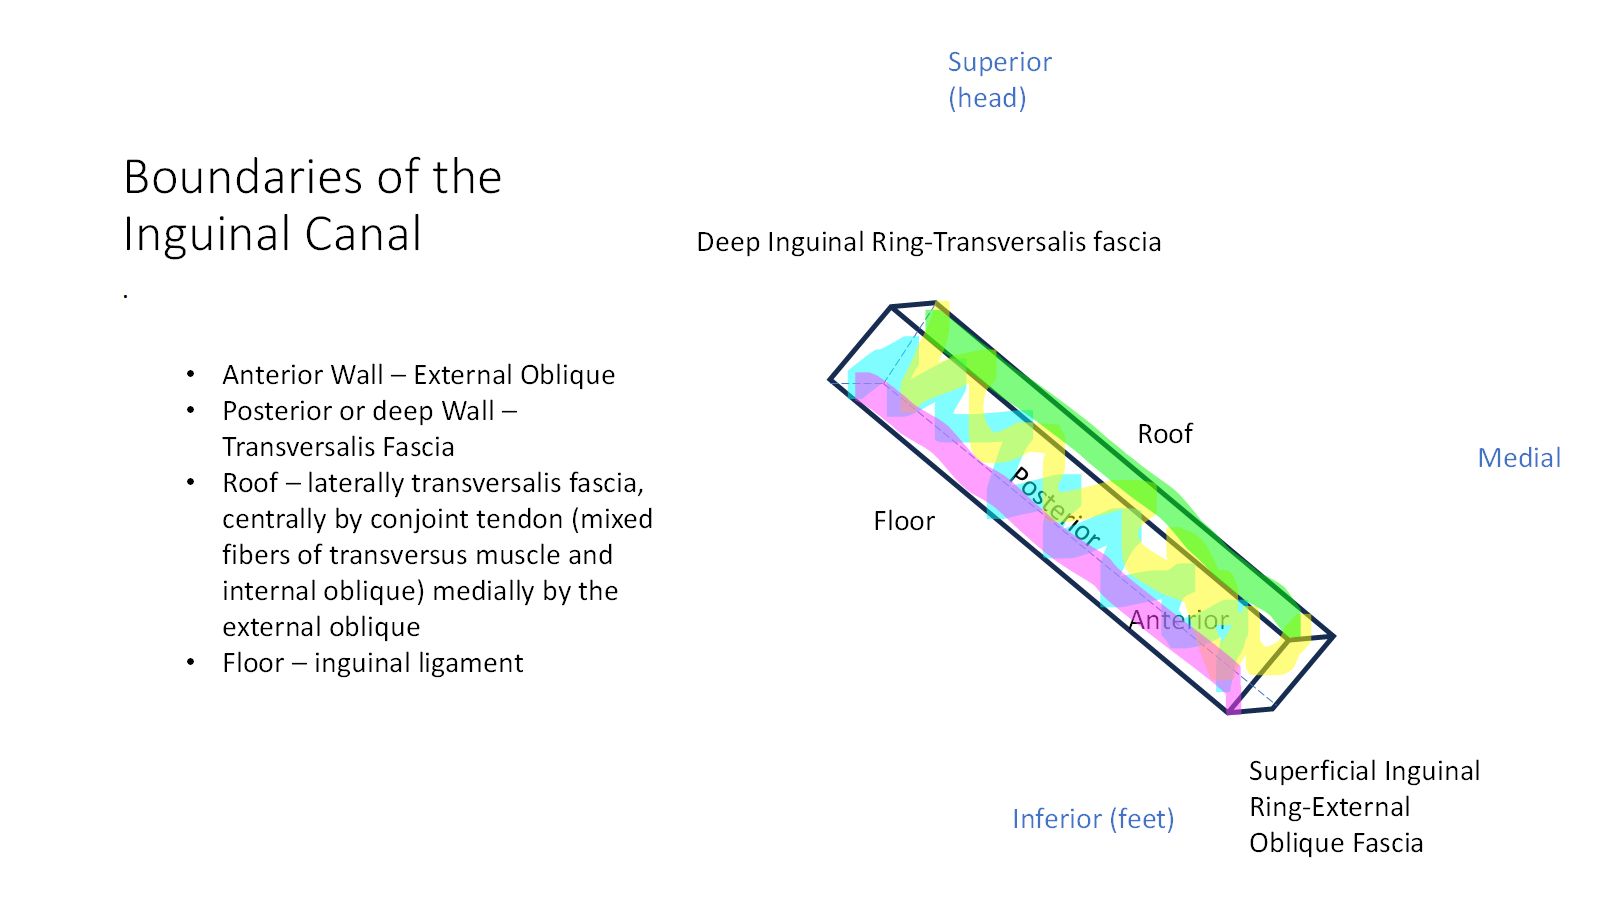 Superior
(head)
Boundaries of the
Inguinal Canal
.
Deep Inguinal Ring-Transversalis fascia
• Anterior Wall – External Oblique
• Posterior or deep Wall –
Transversalis Fascia
• Roof – laterally transversalis fascia,
centrally by conjoint tendon (mixed
fibers of transversus muscle and
internal oblique) medially by the
external oblique
• Floor – inguinal ligament
Roof
Medial
Posterior
Floor
Anterior
Superficial Inguinal
Ring-External
Oblique Fascia
Inferior (feet)